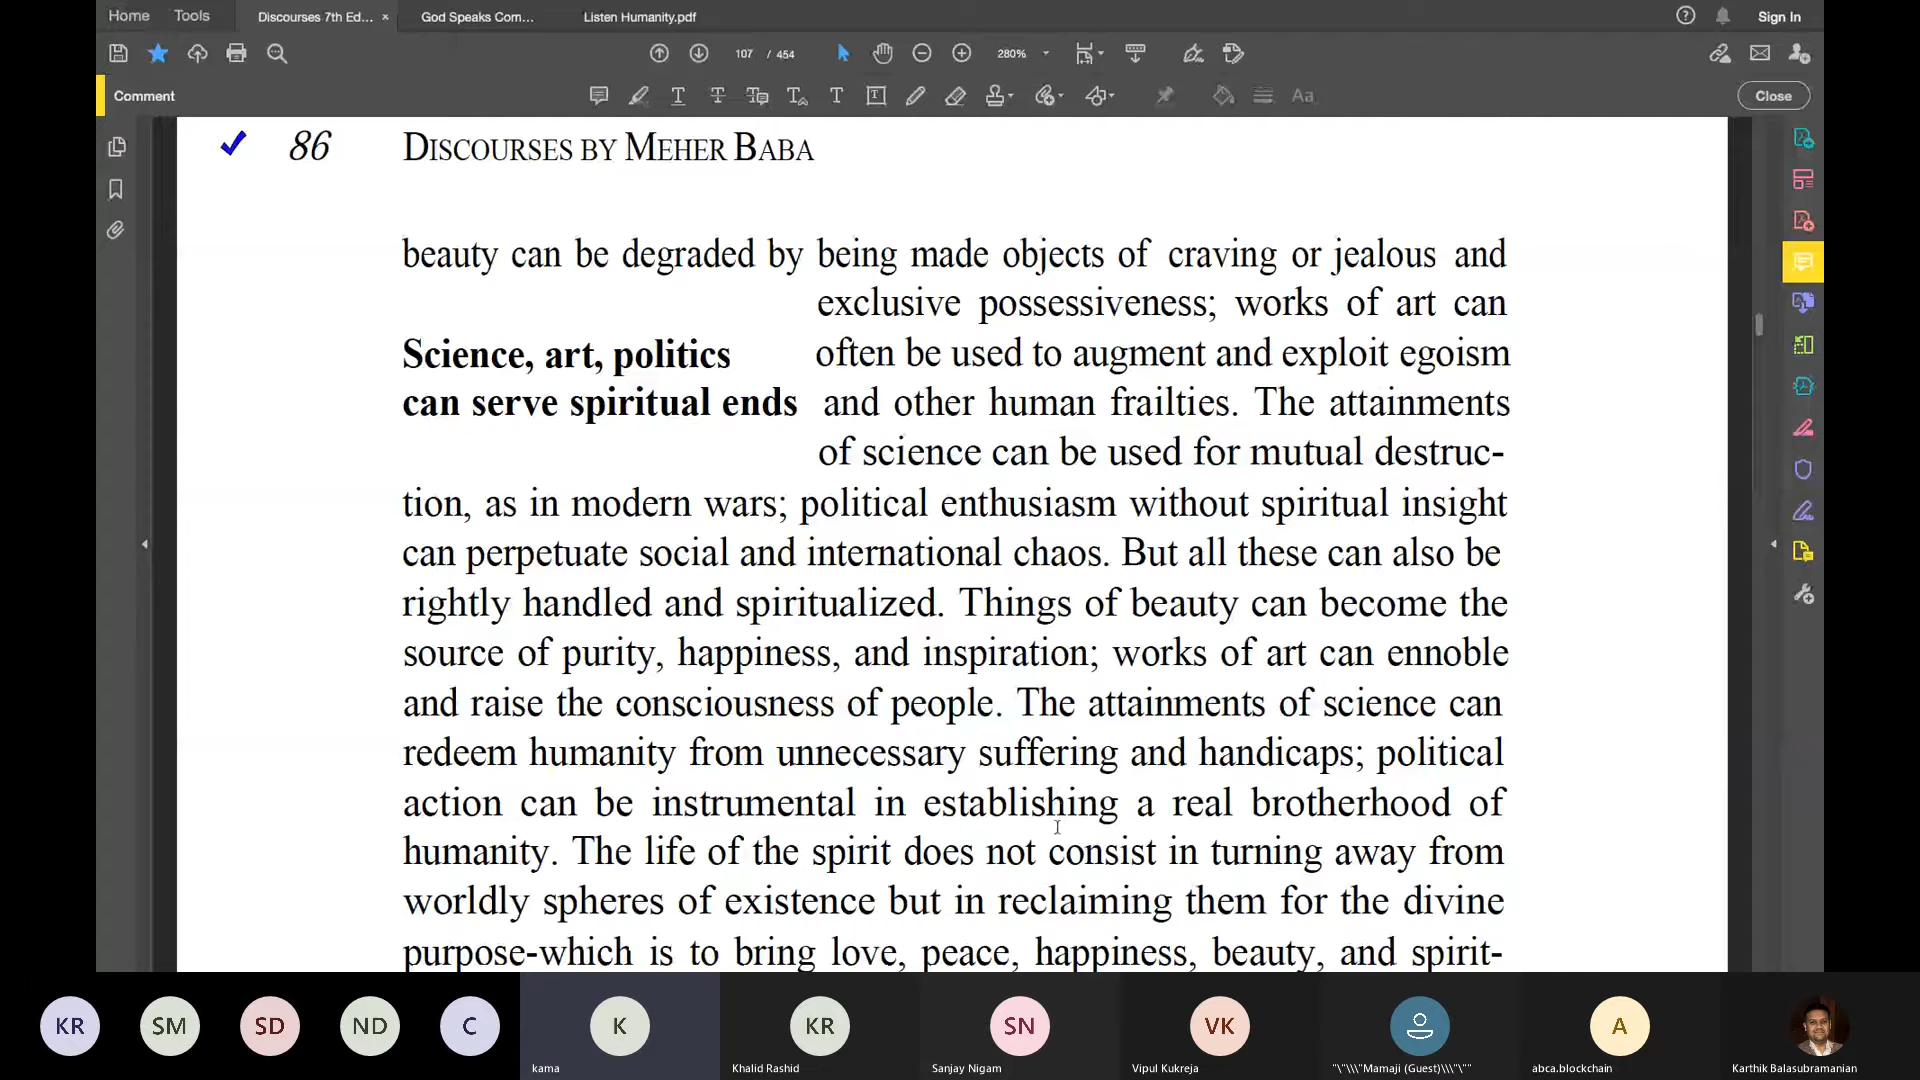 Home Tools Discourses 7th Ed... × God Speaks Com... Listen Humanity.pdf Sign In
107 / 454 280%
Comment Close
86 DISCOURSES BY MEHER BABA
beauty can be degraded by being made objects of craving or jealous and
exclusive possessiveness; works of art can
Science, art, politics often be used to augment and exploit egoism
can serve spiritual ends and other human frailties. The attainments
of science can be used for mutual destruc-
tion, as in modern wars; political enthusiasm without spiritual insight
can perpetuate social and international chaos. But all these can also be
rightly handled and spiritualized. Things of beauty can become the
source of purity, happiness, and inspiration; works of art can ennoble
and raise the consciousness of people. The attainments of science can
redeem humanity from unnecessary suffering and handicaps; political
action can be instrumental in establishing a real brotherhood of
humanity. The life of the spirit does not consist in turning away from
worldly spheres of existence but in reclaiming them for the divine
purpose-which is to bring love, peace, happiness, beauty, and spirit-
KR SM SD ND C K KR SN VK A
kama Khalid Rashid Sanjay Nigam Vipul Kukreja "\"\\\"Mamaji (Guest)\\\"\"" abca.blockchain Karthik Balasubramanian